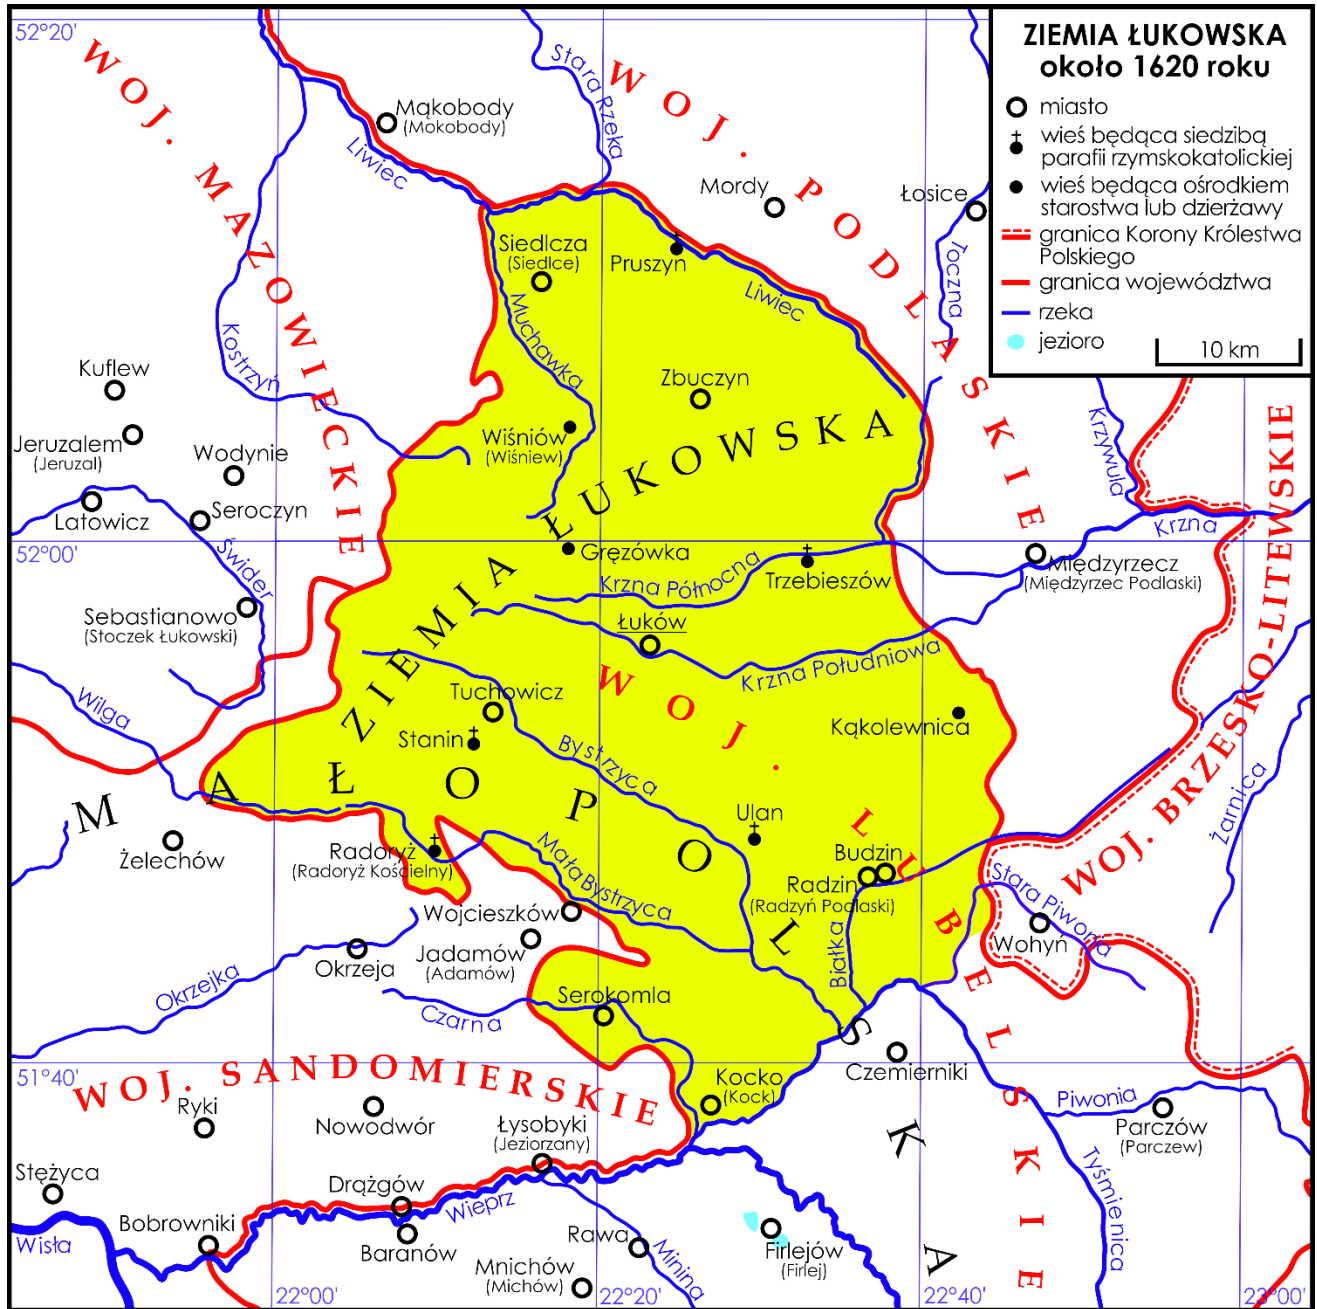 ZIEMIA ŁUKOWSKA
około 1620 roku
miasto
wieś będąca siedzibą
parafii rzymskokatolickiej
wieś będąca ośrodkiem
starostwa lub dzierżawy
granica Korony Królestwa
Polskiego
granica województwa
rzeka
jezioro
10 km
52°20'
WOJ. MAZOWIECKIE
WOJ. PODLASKIE
Stara Rzeka
Mąkobody
(Mokobody)
Liwiec
Mordy
Łosice
Toczna
Siedlcza
(Siedlce)
Pruszyn
Liwiec
Muchawka
Kostrzyń
Kuflew
Zbuczyn
Jeruzalem
(Jeruzal)
Wodynie
Wiśniów
(Wiśniew)
Krzywula
Latowicz
Seroczyn
ZIEMIA ŁUKOWSKA
WOJ. BRZESKO-LITEWSKIE
Krzna
52°00'
Świder
Gręzówka
Krzna Północna
Trzebieszów
Międzyrzecz
(Międzyrzec Podlaski)
Sebastianowo
(Stoczek Łukowski)
Łuków
Krzna Południowa
WOJ. LUBELSKIE
Wilga
Tuchowicz
Stanin
Bystrzyca
Kąkolewnica
MAŁOPOLSKA
Żarnica
Żelechów
Radoryż
(Radoryż Kościelny)
Mała Bystrzyca
Ulan
Budzin
Radzin
(Radzyń Podlaski)
Stara Piwonia
Wohyń
Wojcieszków
Jadamów
(Adamów)
Okrzeja
Okrzejka
Białka
Czarna
Serokomla
51°40'
WOJ. SANDOMIERSKIE
Czemierniki
Kocko
(Kock)
Ryki
Nowodwór
Łysobyki
(Jeziorzany)
Piwonia
Parczów
(Parczew)
Tyśmienica
Stężyca
Drążgów
Wieprz
Bobrowniki
Wisła
Baranów
Rawa
Minina
Firlejów
(Firlej)
Mnichów
(Michów)
22°00'
22°20'
22°40'
23°00'